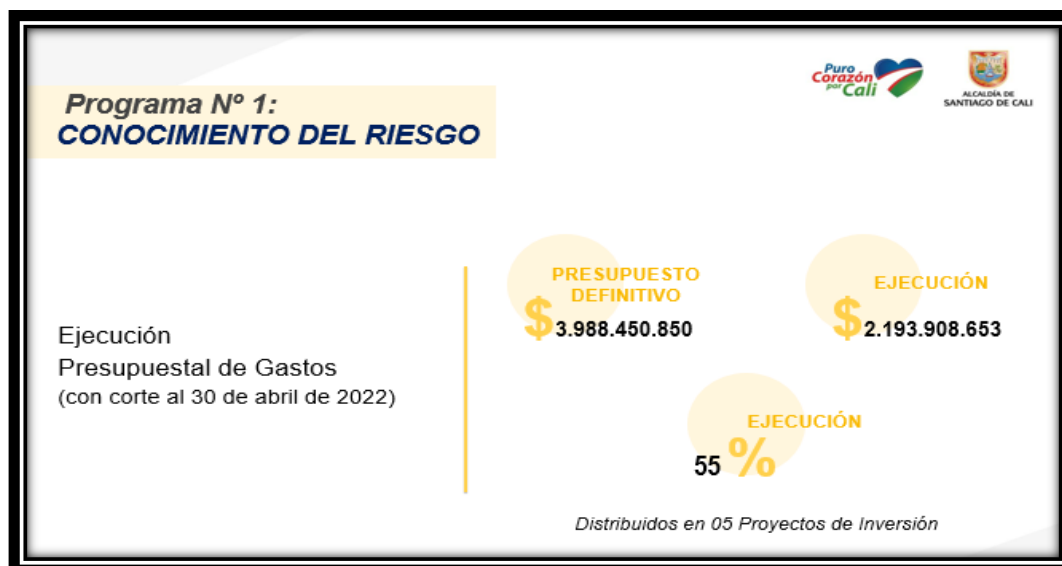 Puro
Corazón
por Cali
ALCALDÍA DE
SANTIAGO DE CALI
Programa Nº 1:
CONOCIMIENTO DEL RIESGO
Ejecución
Presupuestal de Gastos
(con corte al 30 de abril de 2022)
PRESUPUESTO
DEFINITIVO
$3.988.450.850
EJECUCIÓN
$2.193.908.653
EJECUCIÓN
55 %
Distribuidos en 05 Proyectos de Inversión